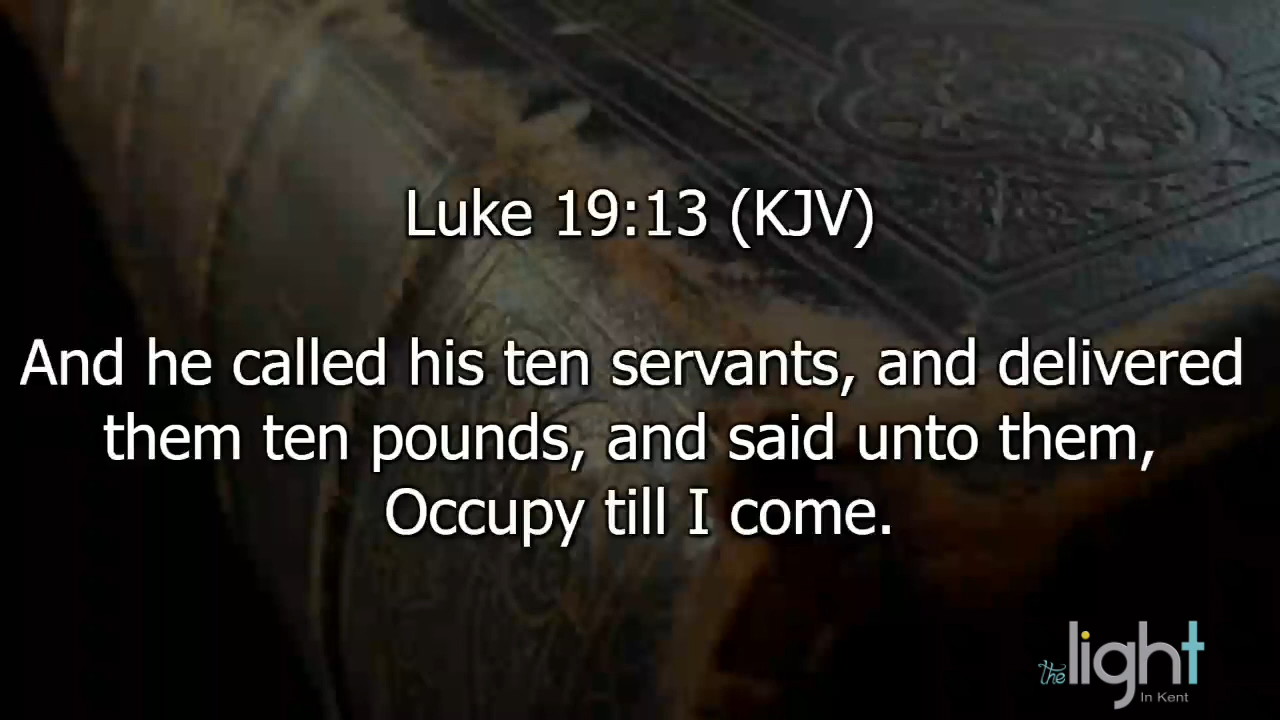 Luke 19:13 (KJV)
And he called his ten servants, and delivered
them ten pounds, and said unto them,
Occupy till I come.
the light
In Kent